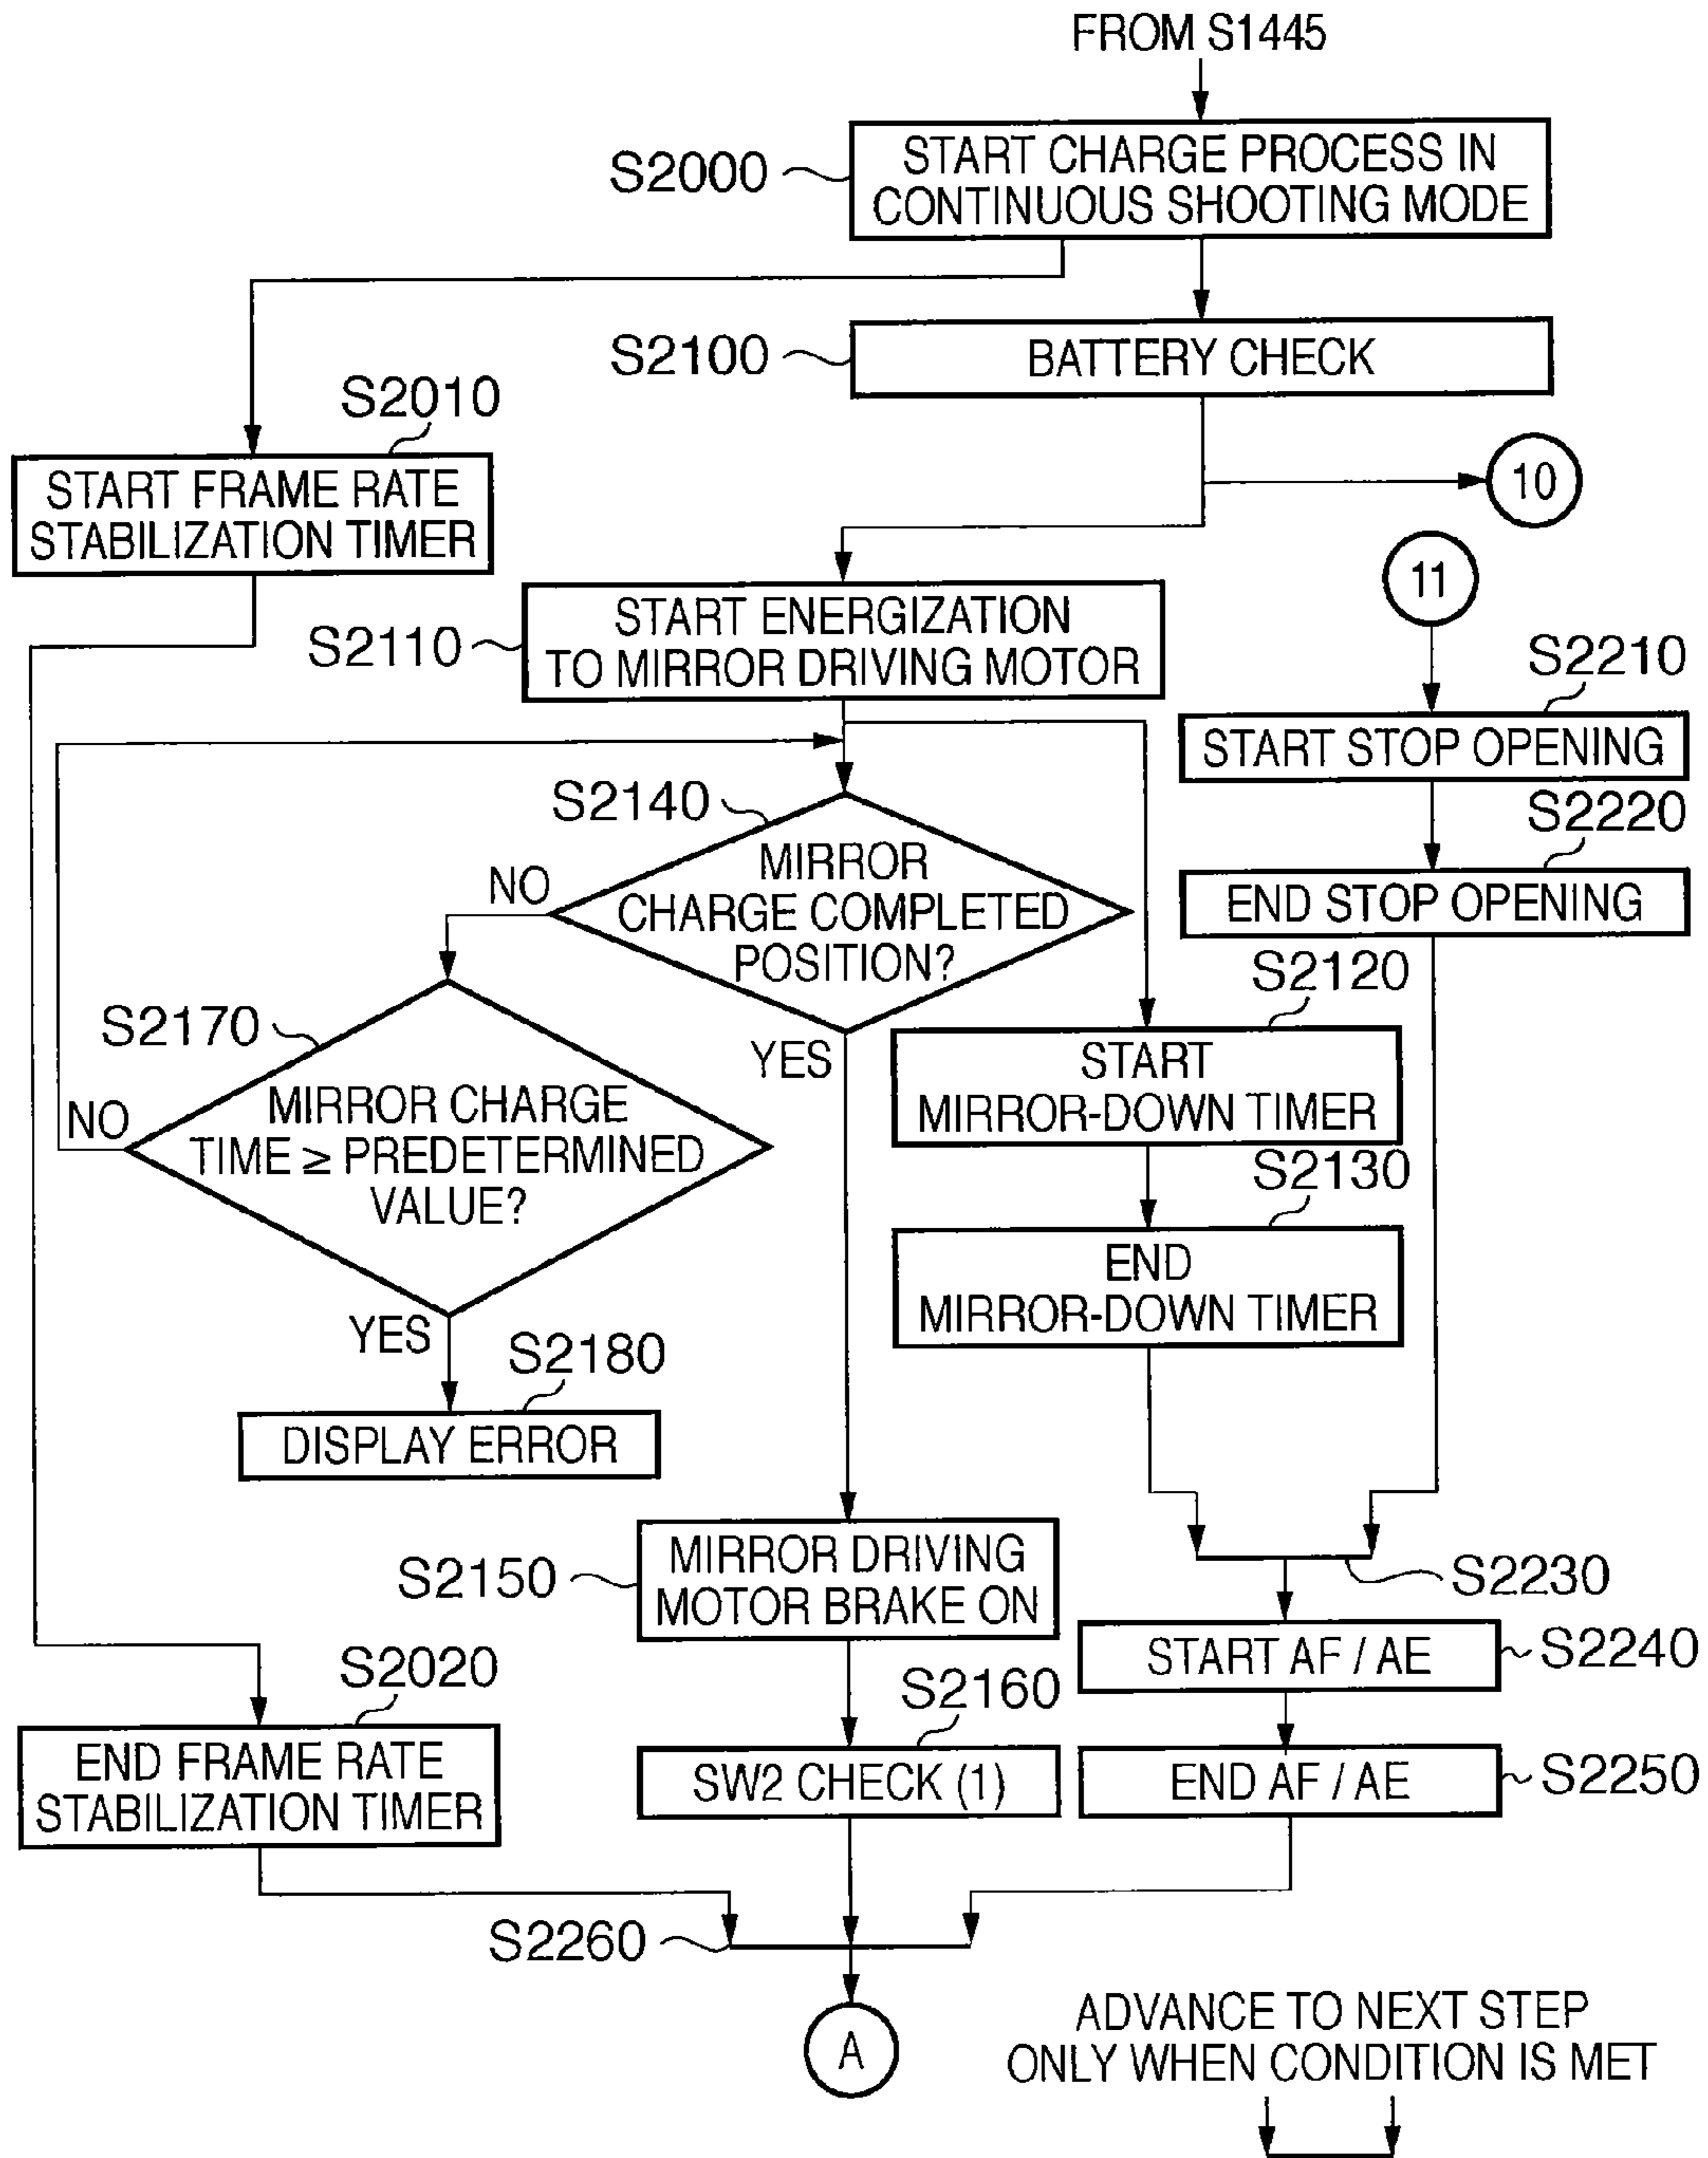 FROM S1445
S2000
START CHARGE PROCESS IN
CONTINUOUS SHOOTING MODE
S2100
BATTERY CHECK
S2010
START FRAME RATE
STABILIZATION TIMER
10
11
S2110
START ENERGIZATION
TO MIRROR DRIVING MOTOR
S2210
START STOP OPENING
S2220
END STOP OPENING
S2140
MIRROR
CHARGE COMPLETED
POSITION?
NO
YES
S2170
MIRROR CHARGE
TIME ≥ PREDETERMINED
VALUE?
NO
YES
S2120
START
MIRROR-DOWN TIMER
S2130
END
MIRROR-DOWN TIMER
S2180
DISPLAY ERROR
S2150
MIRROR DRIVING
MOTOR BRAKE ON
S2230
S2240
START AF / AE
S2020
END FRAME RATE
STABILIZATION TIMER
S2160
SW2 CHECK (1)
S2250
END AF / AE
S2260
A
ADVANCE TO NEXT STEP
ONLY WHEN CONDITION IS MET